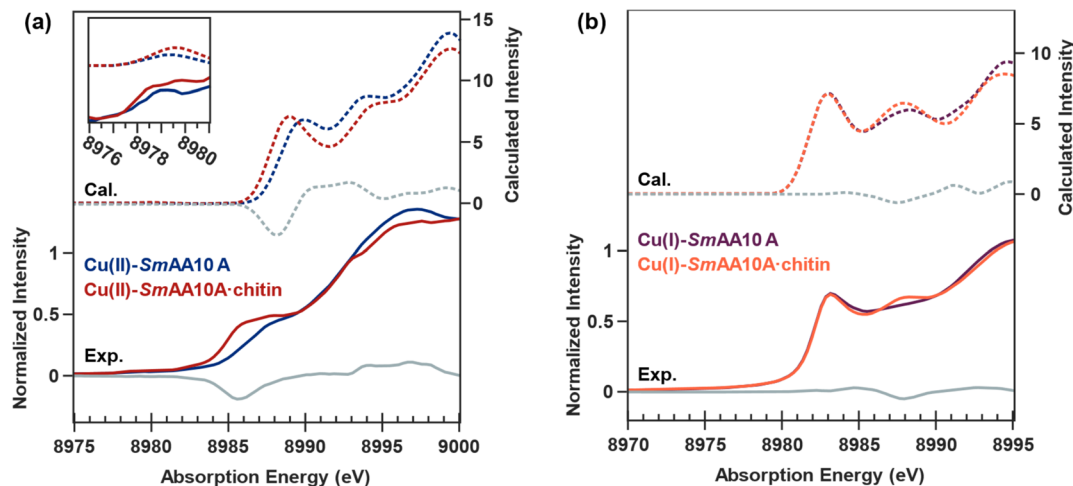 (a)
15
10
5
0
Calculated Intensity
8976
8978
8980
Cal.
Cu(II)-SmAA10 A
Cu(II)-SmAA10A·chitin
Exp.
1
0.5
0
Normalized Intensity
8975
8980
8985
8990
8995
9000
Absorption Energy (eV)
(b)
10
5
0
Calculated Intensity
Cal.
Cu(I)-SmAA10 A
Cu(I)-SmAA10A·chitin
Exp.
1
0.5
0
Normalized Intensity
8970
8975
8980
8985
8990
8995
Absorption Energy (eV)